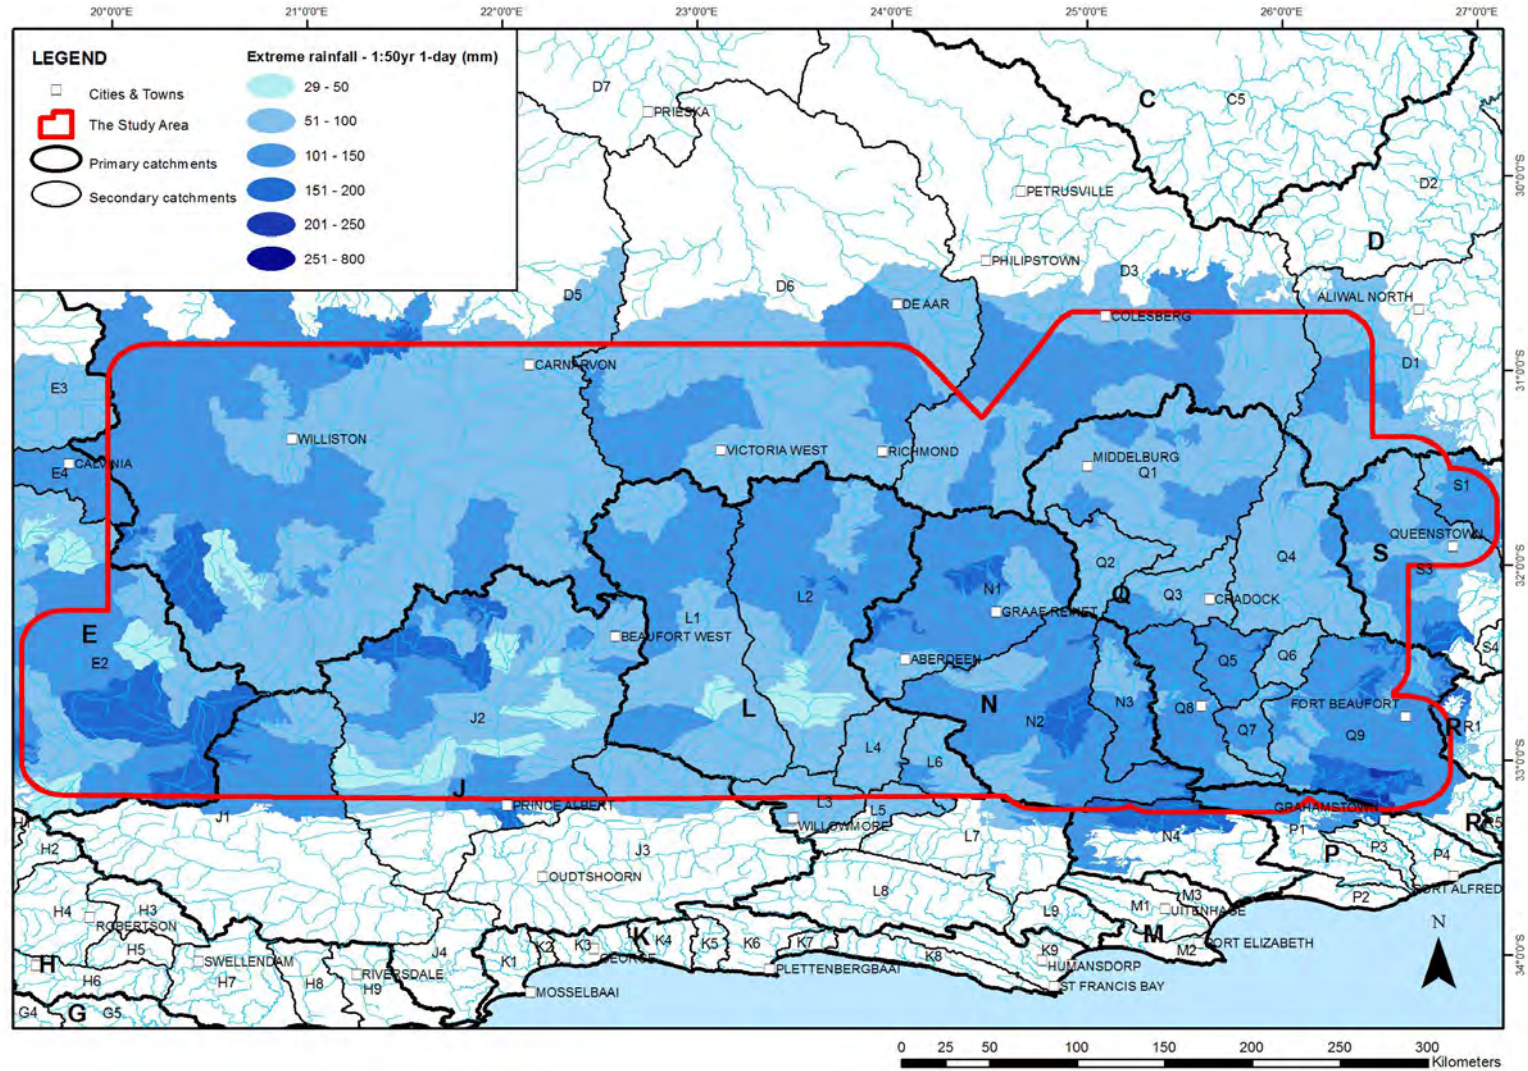 20°0'0"E 21°0'0"E 22°0'0"E 23°0'0"E 24°0'0"E 25°0'0"E 26°0'0"E 27°0'0"E
LEGEND
Cities & Towns
The Study Area
Primary catchments
Secondary catchments
Extreme rainfall - 1:50yr 1-day (mm)
29 - 50
51 - 100
101 - 150
151 - 200
201 - 250
251 - 800
D7
PRIESKA
C
C5
D2
PETRUSVILLE
30°0'0"S
D
PHILIPSTOWN
D3
D5
D6
DE AAR
ALIWAL NORTH
COLESBERG
CARNARVON
D1
31°0'0"S
E3
WILLISTON
VICTORIA WEST
RICHMOND
MIDDELBURG
Q1
CALVINIA
E4
S1
QUEENSTOWN
S
Q2
Q4
S3
32°0'0"S
N1
Q
Q3
CRADOCK
L2
GRAAF REINET
L1
E
BEAUFORT WEST
S4
E2
ABERDEEN
Q5
Q6
J2
L
N
N3
Q8
FORT BEAUFORT
N2
R
R1
Q7
Q9
L4
L6
33°0'0"S
J
PRINCE ALBERT
L3
L5
GRAHAMSTOWN
J1
WILLOWMORE
H1
L7
N4
P1
R
R5
H2
J3
P
P3
P4
OUDTSHOORN
L8
PORT ALFRED
P2
M3
H4
H3
M1
UITENHAGE
L9
ROBERTSON
M
N
K
H5
K2
K3
K4
K5
K6
K7
K8
K9
M2
PORT ELIZABETH
J4
K1
GEORGE
34°0'0"S
H
SWELLENDAM
PLETTENBERGBAAI
HUMANSDORP
H6
H7
H8
RIVERSDALE
H9
ST FRANCIS BAY
MOSSELBAAI
G4
G
G5
0 25 50 100 150 200 250 300
Kilometers